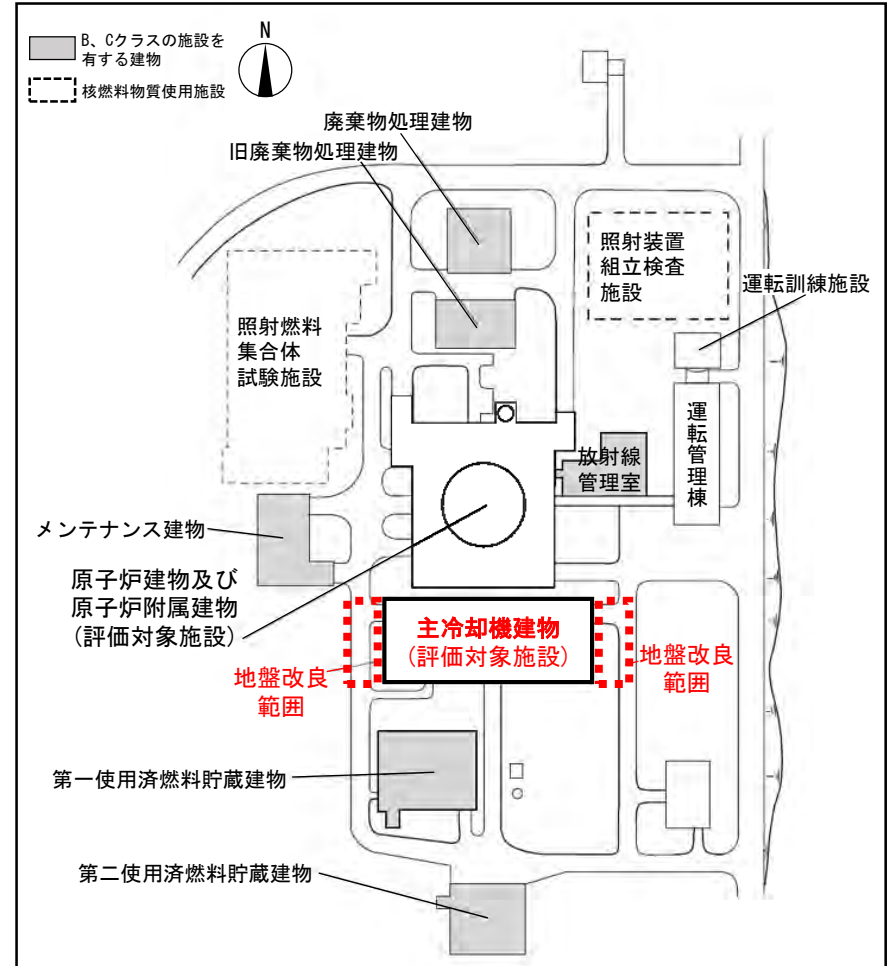 B、Cクラスの施設を
有する建物
核燃料物質使用施設
N
廃棄物処理建物
旧廃棄物処理建物
照射装置
組立検査
施設
運転訓練施設
照射燃料
集合体
試験施設
運転管理棟
放射線
管理室
メンテナンス建物
原子炉建物及び
原子炉附属建物
(評価対象施設)
主冷却機建物
(評価対象施設)
地盤改良
範囲
地盤改良
範囲
第一使用済燃料貯蔵建物
第二使用済燃料貯蔵建物